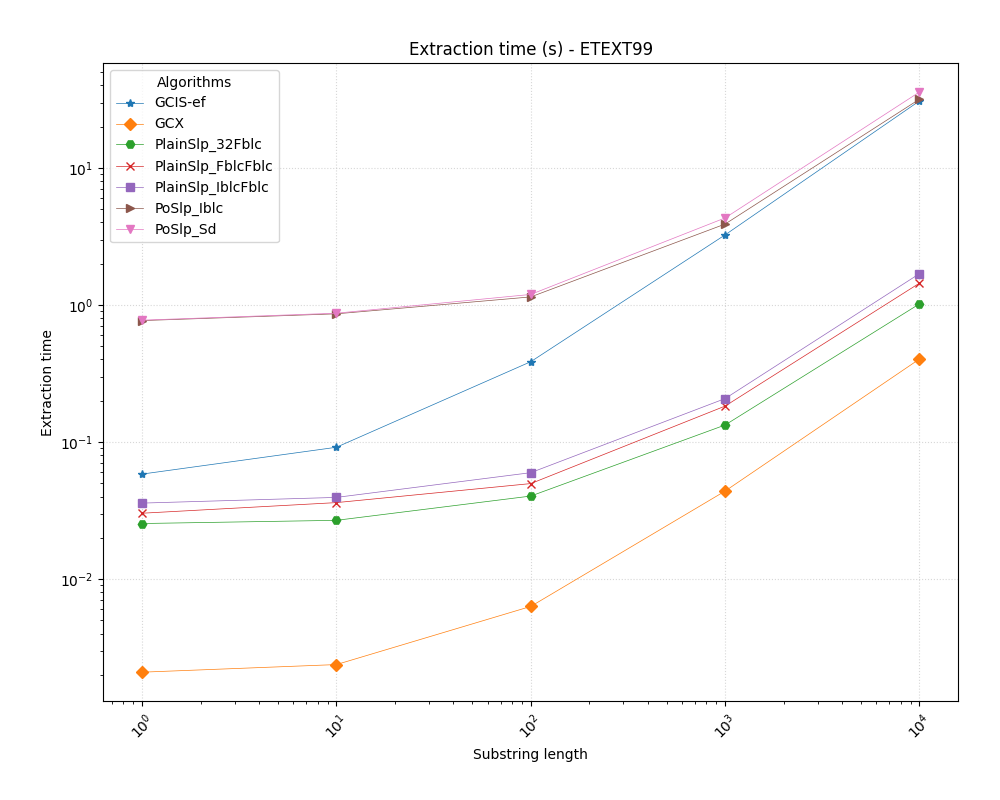 Extraction time (s) - ETEXT99
Algorithms
GCIS-ef
GCX
PlainSlp_32Fblc
PlainSlp_FblcFblc
PlainSlp_IblcFblc
PoSlp_Iblc
PoSlp_Sd
10¹
10⁰
10⁻¹
10⁻²
Extraction time
10⁰ 10¹ 10² 10³ 10⁴
Substring length